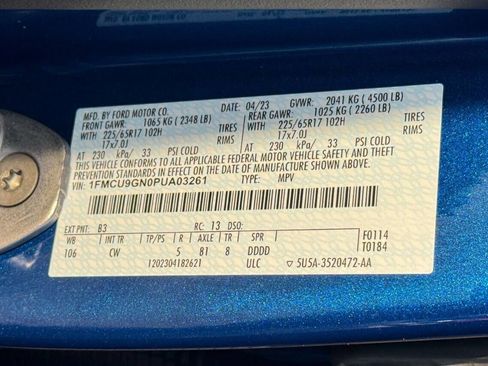 MFD. BY FORD MOTOR CO. DATE: 04/23 GVWR: 2041 KG (4500 LB)
FRONT GAWR: 1065 KG (2348 LB) REAR GAWR: 1025 KG (2260 LB)
225/65R17 102H TIRES 225/65R17 102H TIRES
17x7.0J RIMS 17x7.0J RIMS
AT 230 kPa/ 33 PSI COLD AT 230 kPa/ 33 PSI COLD
THIS VEHICLE CONFORMS TO ALL APPLICABLE FEDERAL MOTOR VEHICLE SAFETY AND THEFT
PREVENTION STANDARDS IN EFFECT ON THE DATE OF MANUFACTURE SHOWN ABOVE.
VIN: 1FMCU9GN0PUA03261 TYPE: MPV
EXT PNT: B3 RC: 13 DSO: F0114
WB INT TR TP/PS R AXLE TR SPR T0184
106 CW 5 B1 8 DDDD
1202304182621 ULC ▽ 5U5A-3520472-AA